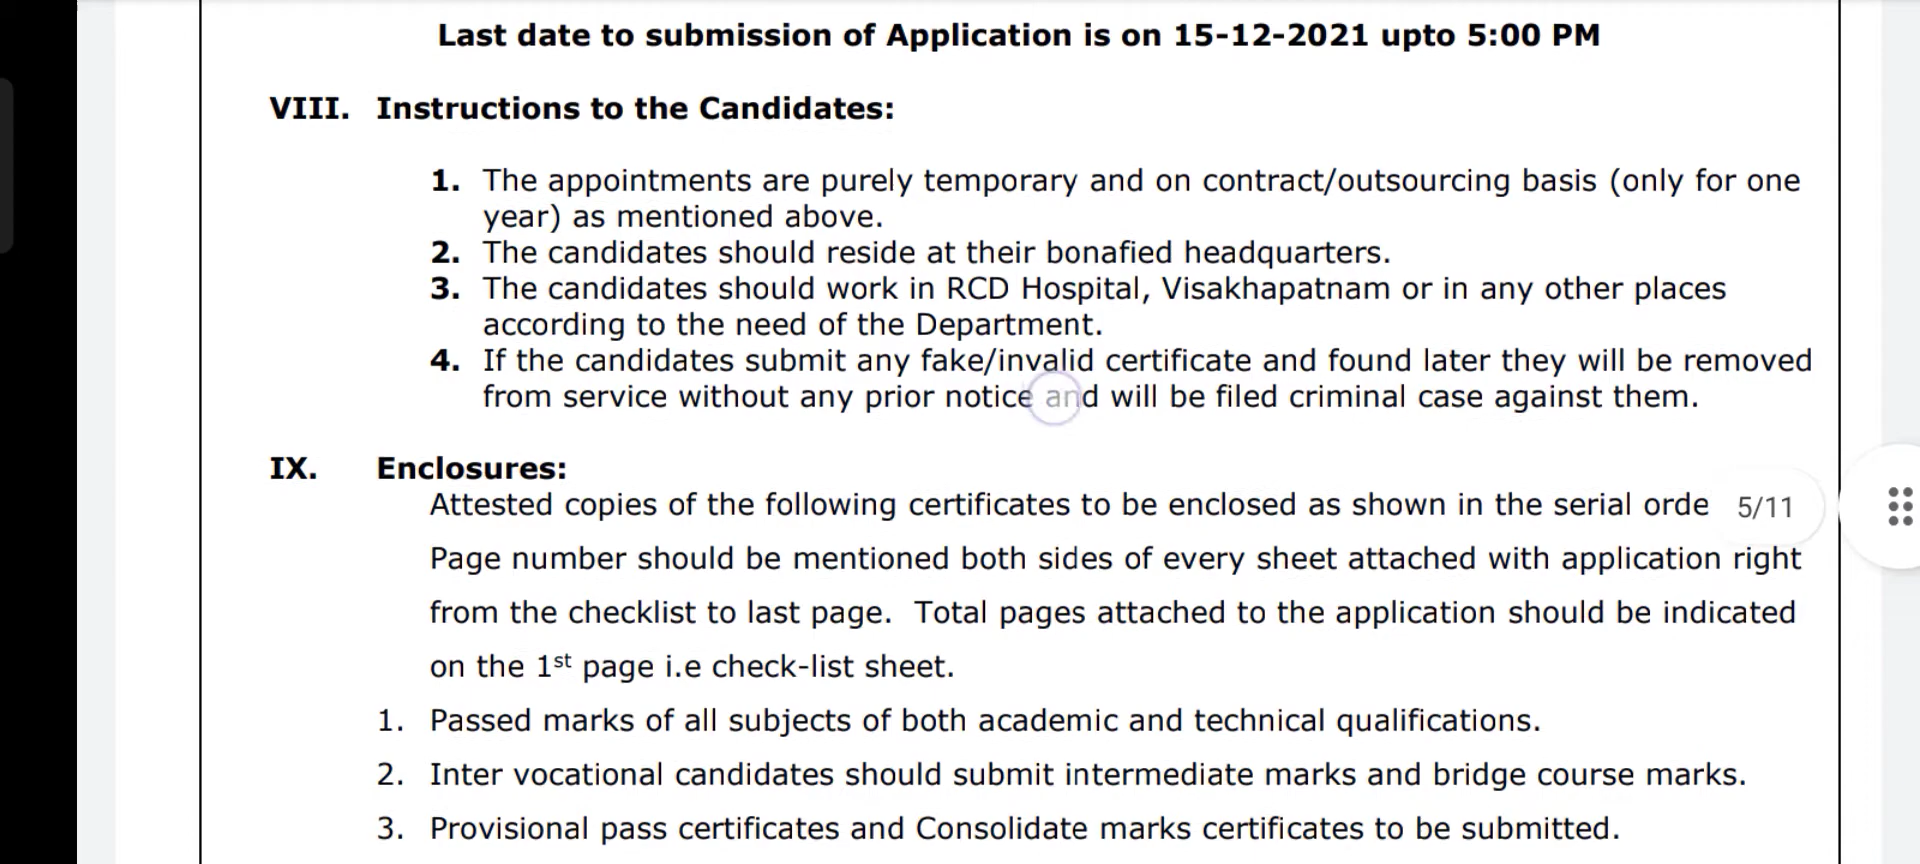 Last date to submission of Application is on 15-12-2021 upto 5:00 PM
VIII. Instructions to the Candidates:
1. The appointments are purely temporary and on contract/outsourcing basis (only for one
year) as mentioned above.
2. The candidates should reside at their bonafied headquarters.
3. The candidates should work in RCD Hospital, Visakhapatnam or in any other places
according to the need of the Department.
4. If the candidates submit any fake/invalid certificate and found later they will be removed
from service without any prior notice and will be filed criminal case against them.
IX. Enclosures:
Attested copies of the following certificates to be enclosed as shown in the serial orde
5/11
Page number should be mentioned both sides of every sheet attached with application right
from the checklist to last page. Total pages attached to the application should be indicated
on the 1st page i.e check-list sheet.
1. Passed marks of all subjects of both academic and technical qualifications.
2. Inter vocational candidates should submit intermediate marks and bridge course marks.
3. Provisional pass certificates and Consolidate marks certificates to be submitted.